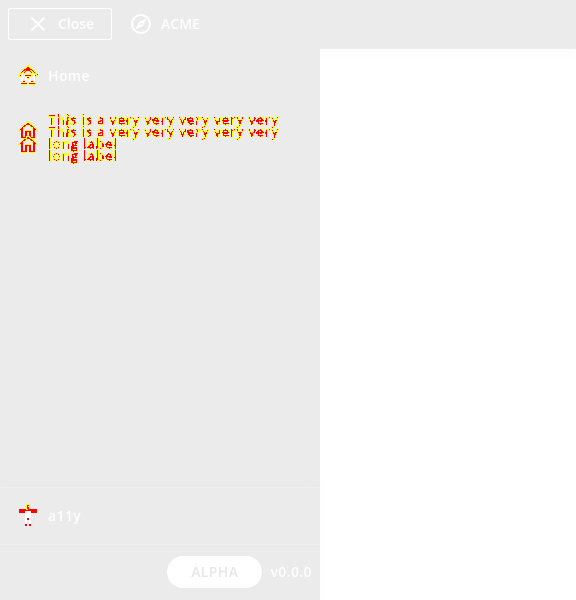 Close
ACME
Home
This is a very very very very very
This is a very very very very very
long label
long label
a11y
ALPHA
v0.0.0